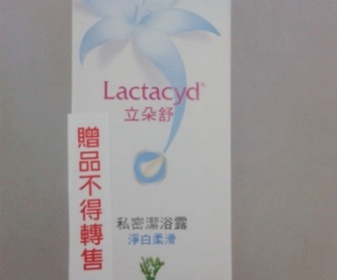 Lactacyd®
立朵舒
贈品不得轉售
私密潔浴露
淨白柔滑